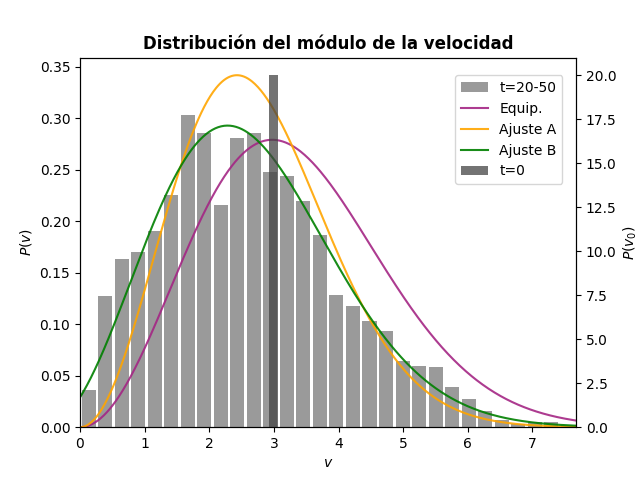 Distribución del módulo de la velocidad
0.35
0.30
0.25
0.20
0.15
0.10
0.05
0.00
P(v)
0
1
2
3
4
5
6
7
v
20.0
17.5
15.0
12.5
10.0
7.5
5.0
2.5
0.0
P(v₀)
t=20-50
Equip.
Ajuste A
Ajuste B
t=0